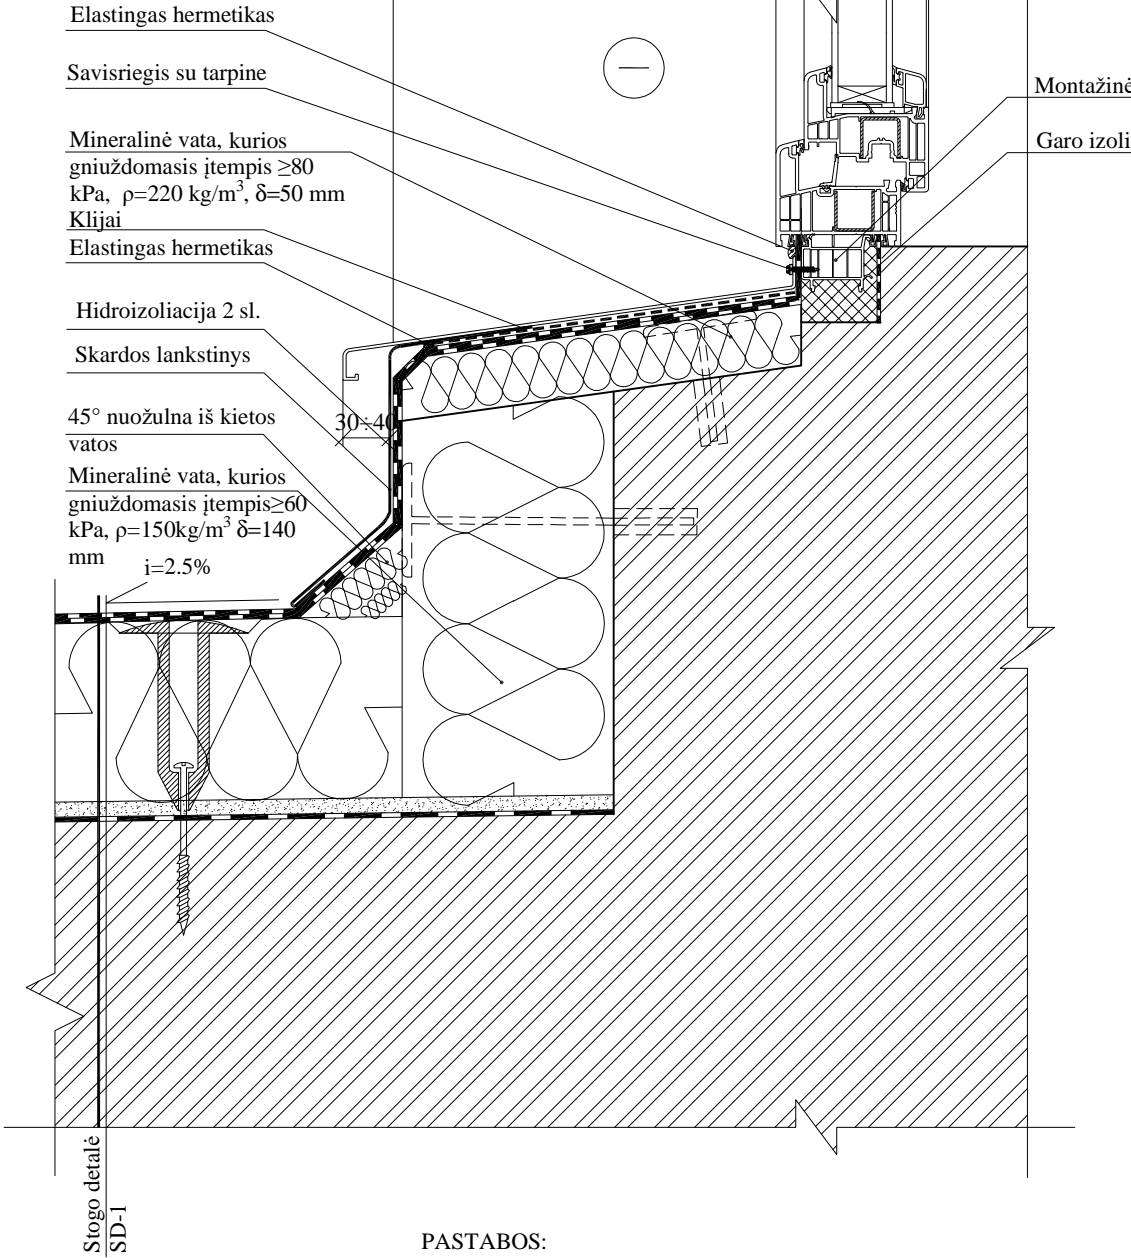 Elastingas hermetikas
Savisriegis su tarpine
Mineralinė vata, kurios
gniuždomasis įtempis ≥80
kPa, ρ=220 kg/m³, δ=50 mm
Klijai
Elastingas hermetikas
Hidroizoliacija 2 sl.
Skardos lankstinys
45° nuožulna iš kietos
vatos
Mineralinė vata, kurios
gniuždomasis įtempis≥60
kPa, ρ=150kg/m³ δ=140
mm
i=2.5%
30÷40
Montažinė
Garo izoli
Stogo detalė
SD-1
PASTABOS: